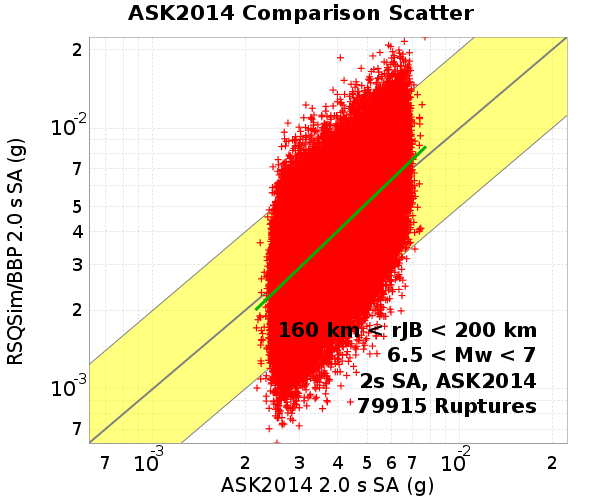 ASK2014 Comparison Scatter
RSQSim/BBP 2.0 s SA (g)
2
10-2
7
5
4
3
2
10-3
7
160 km < rJB < 200 km
6.5 < Mw < 7
2s SA, ASK2014
79915 Ruptures
7 10-3 2 3 4 5 6 7 10-2 2
ASK2014 2.0 s SA (g)